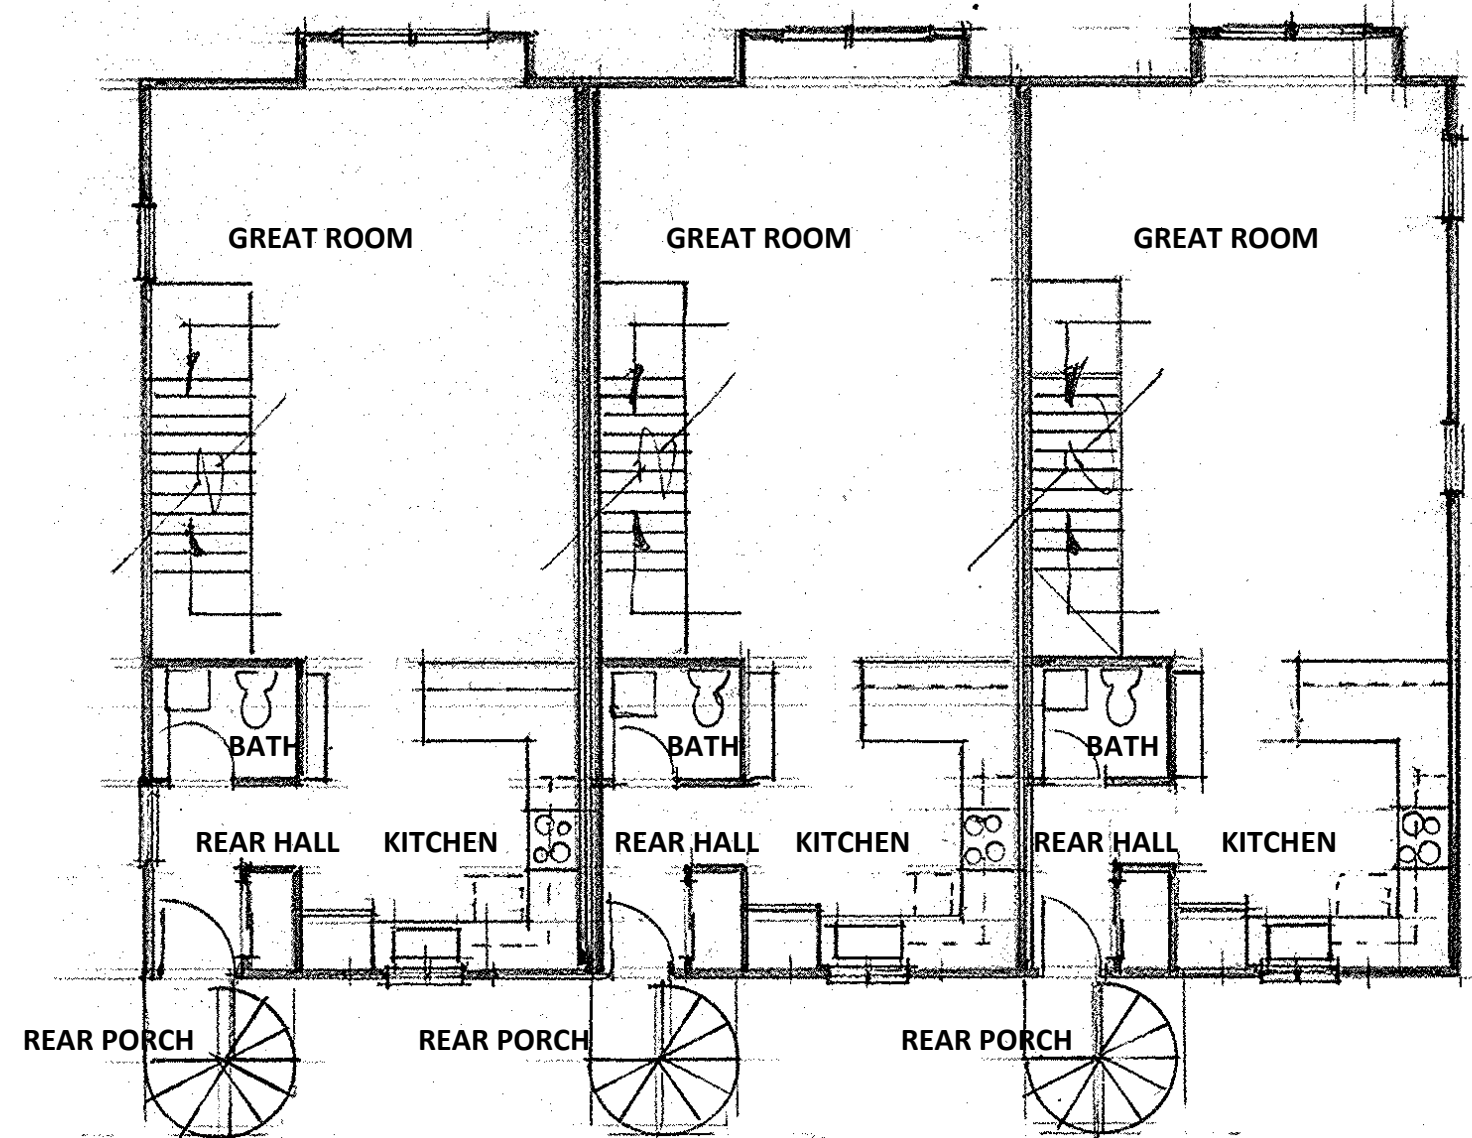 GREAT ROOM GREAT ROOM GREAT ROOM
BATH BATH BATH
REAR HALL KITCHEN REAR HALL KITCHEN REAR HALL KITCHEN
REAR PORCH REAR PORCH REAR PORCH